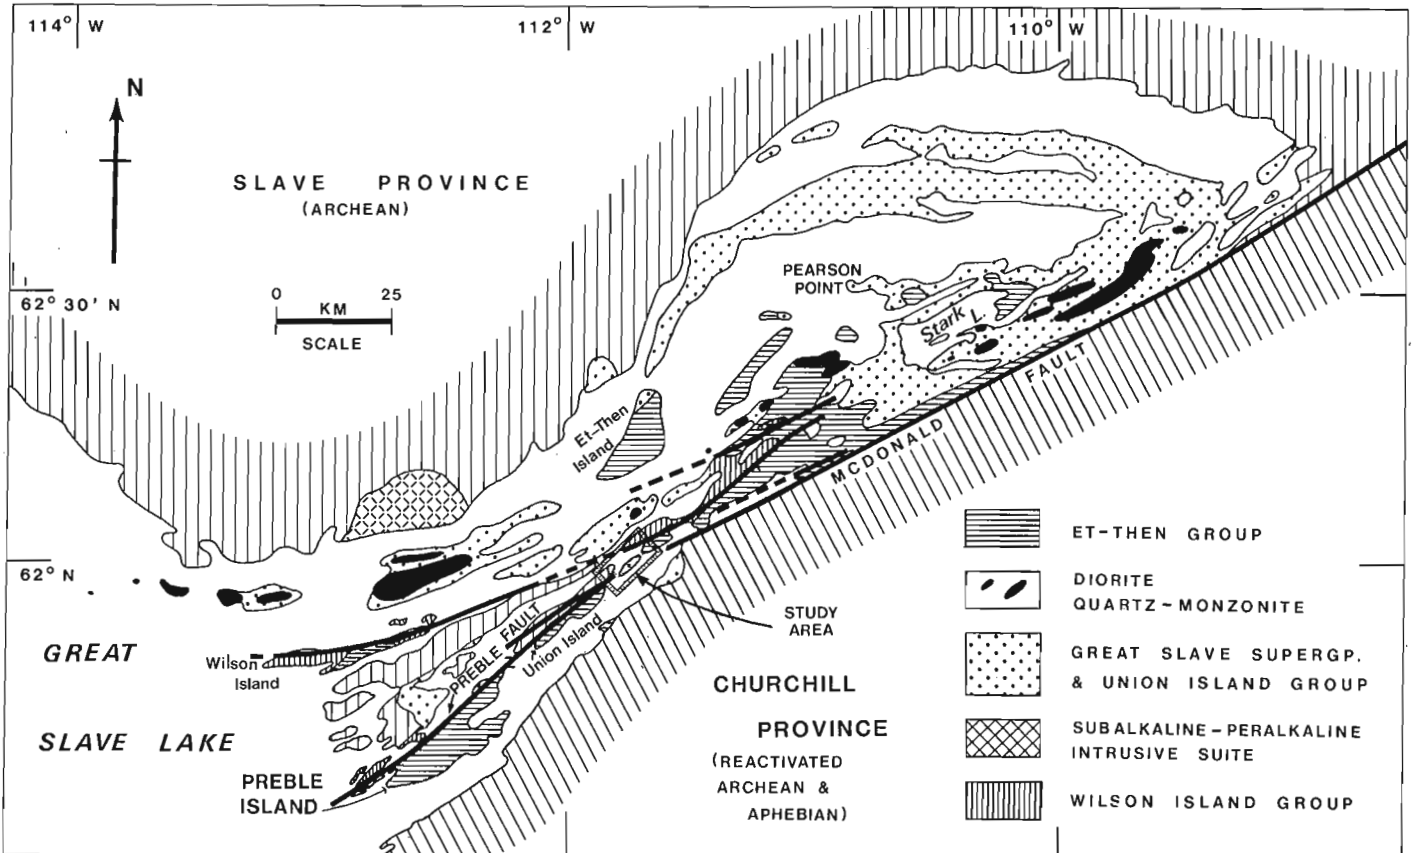 114° W
112° W
110° W
N
SLAVE PROVINCE
(ARCHEAN)
62° 30' N
0 25
KM
SCALE
PEARSON
POINT
Stark L.
FAULT
MCDONALD
Et-Then
Island
62° N
STUDY
AREA
GREAT
Wilson
Island
PREBLE FAULT
Union Island
SLAVE LAKE
PREBLE
ISLAND
CHURCHILL
PROVINCE
(REACTIVATED
ARCHEAN &
APHEBIAN)
ET-THEN GROUP
DIORITE
QUARTZ-MONZONITE
GREAT SLAVE SUPERGP.
& UNION ISLAND GROUP
SUBALKALINE-PERALKALINE
INTRUSIVE SUITE
WILSON ISLAND GROUP